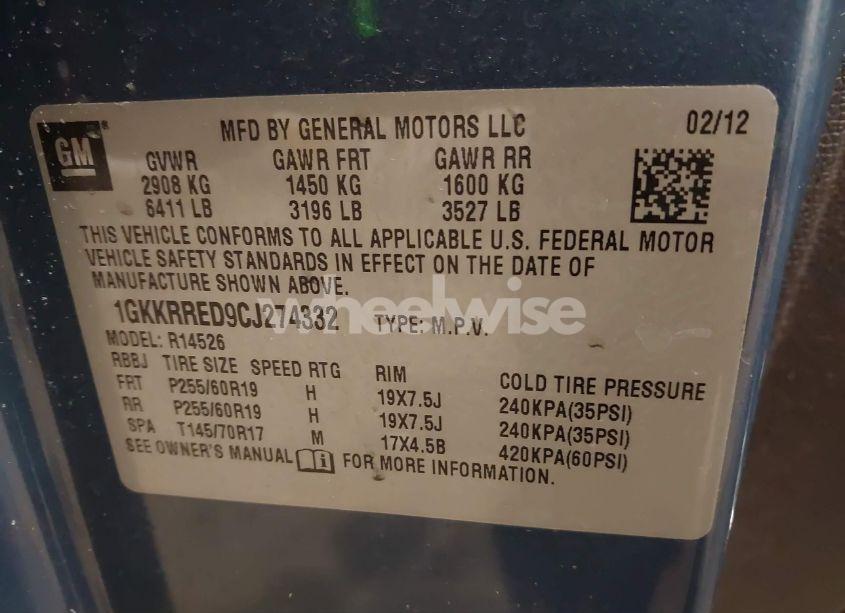 GM
MFD BY GENERAL MOTORS LLC 02/12
GVWR GAWR FRT GAWR RR
2908 KG 1450 KG 1600 KG
6411 LB 3196 LB 3527 LB
THIS VEHICLE CONFORMS TO ALL APPLICABLE U.S. FEDERAL MOTOR
VEHICLE SAFETY STANDARDS IN EFFECT ON THE DATE OF
MANUFACTURE SHOWN ABOVE.
1GKKRRED9CJ274332 TYPE: M.P.V.
wheelwise
MODEL: R14526
RBBJ TIRE SIZE SPEED RTG RIM COLD TIRE PRESSURE
FRT P255/60R19 H 19X7.5J 240KPA(35PSI)
RR P255/60R19 H 19X7.5J 240KPA(35PSI)
SPA T145/70R17 M 17X4.5B 420KPA(60PSI)
SEE OWNER'S MANUAL FOR MORE INFORMATION.